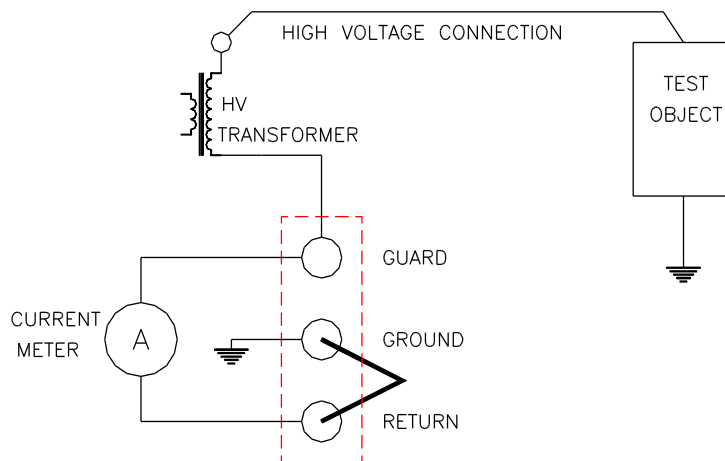 HIGH VOLTAGE CONNECTION
TEST
OBJECT
HV
TRANSFORMER
GUARD
CURRENT
METER
A
GROUND
RETURN